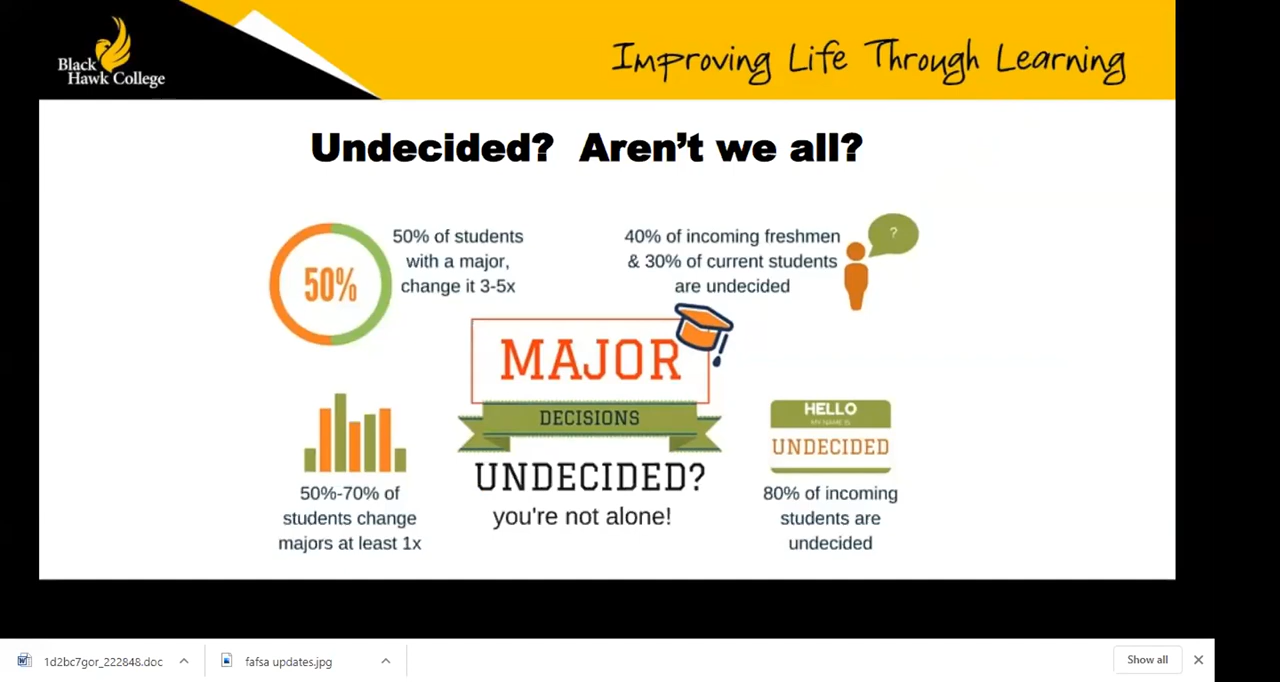 Black
Hawk College
Improving Life Through Learning
Undecided? Aren't we all?
50%
50% of students
with a major,
change it 3-5x
40% of incoming freshmen
& 30% of current students
are undecided
?
MAJOR
DECISIONS
UNDECIDED?
you're not alone!
50%-70% of
students change
majors at least 1x
HELLO
MY NAME IS
UNDECIDED
80% of incoming
students are
undecided
1d2bc7gor_222848.doc
fafsa updates.jpg
Show all